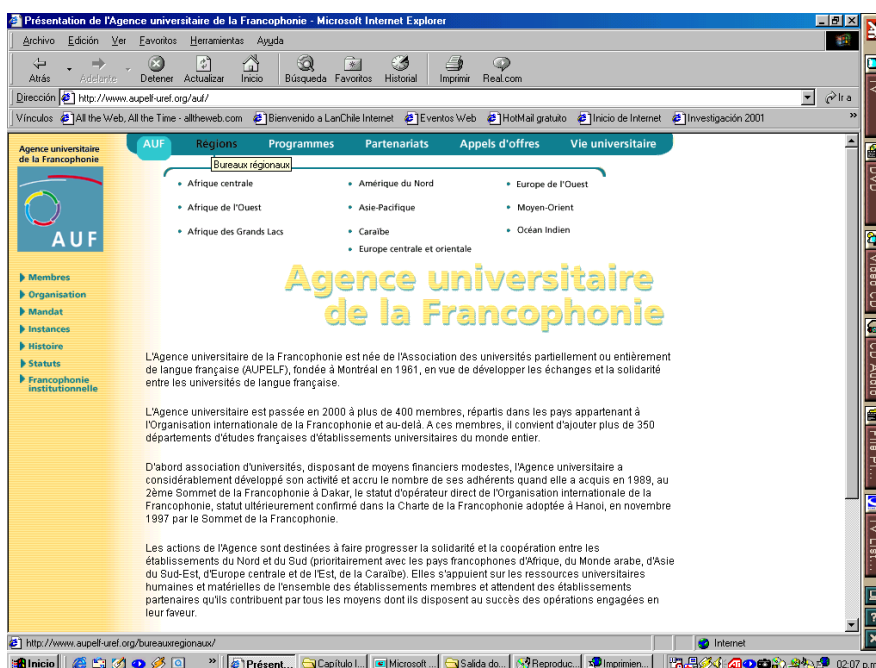 Présentation de l'Agence universitaire de la Francophonie - Microsoft Internet Explorer
Archivo Edición Ver Favoritos Herramientas Ayuda
Atrás Adelante Detener Actualizar Inicio Búsqueda Favoritos Historial Imprimir Real.com
Dirección http://www.aupelf-uref.org/auf/ Ir a
Vínculos All the Web, All the Time - alltheweb.com Bienvenido a LanChile Internet Eventos Web HotMail gratuito Inicio de Internet Investigación 2001 »
Agence universitaire
de la Francophonie
AUF
AUF Régions Programmes Partenariats Appels d'offres Vie universitaire
Bureaux régionaux
Afrique centrale Amérique du Nord Europe de l'Ouest
Afrique de l'Ouest Asie-Pacifique Moyen-Orient
Afrique des Grands Lacs Caraïbe Océan Indien
Europe centrale et orientale
Membres
Organisation
Mandat
Instances
Histoire
Statuts
Francophonie
institutionnelle
Agence universitaire
de la Francophonie
L'Agence universitaire de la Francophonie est née de l'Association des universités partiellement ou entièrement
de langue française (AUPELF), fondée à Montréal en 1961, en vue de développer les échanges et la solidarité
entre les universités de langue française.
L'Agence universitaire est passée en 2000 à plus de 400 membres, répartis dans les pays appartenant à
l'Organisation internationale de la Francophonie et au-delà. A ces membres, il convient d'ajouter plus de 350
départements d'études françaises d'établissements universitaires du monde entier.
D'abord association d'universités, disposant de moyens financiers modestes, l'Agence universitaire a
considérablement développé son activité et accru le nombre de ses adhérents quand elle a acquis en 1989, au
2ème Sommet de la Francophonie à Dakar, le statut d'opérateur direct de l'Organisation internationale de la
Francophonie, statut ultérieurement confirmé dans la Charte de la Francophonie adoptée à Hanoi, en novembre
1997 par le Sommet de la Francophonie.
Les actions de l'Agence sont destinées à faire progresser la solidarité et la coopération entre les
établissements du Nord et du Sud (prioritairement avec les pays francophones d'Afrique, du Monde arabe, d'Asie
du Sud-Est, d'Europe centrale et de l'Est, de la Caraïbe). Elles s'appuient sur les ressources universitaires
humaines et matérielles de l'ensemble des établissements membres et attendent des établissements
partenaires qu'ils contribuent par tous les moyens dont ils disposent au succès des opérations engagées en
leur faveur.
http://www.aupelf-uref.org/bureauxregionaux/ Internet
Inicio » Présent... Capítulo I... Microsoft ... Salida do... Reproduc... Imprimien... 02:07 p.m.
TV
DVD
Video CD
CD Audio
File Pl...
TV List...